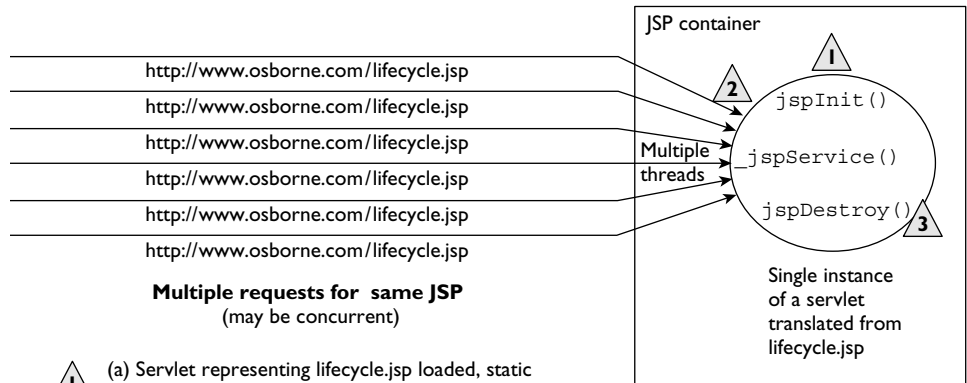 JSP container
1
http://www.osborne.com/lifecycle.jsp
2
jspInit()
http://www.osborne.com/lifecycle.jsp
http://www.osborne.com/lifecycle.jsp
Multiple
threads
_jspService()
http://www.osborne.com/lifecycle.jsp
http://www.osborne.com/lifecycle.jsp
jspDestroy()
3
http://www.osborne.com/lifecycle.jsp
Multiple requests for same JSP
(may be concurrent)
Single instance
of a servlet
translated from
lifecycle.jsp
1
(a) Servlet representing lifecycle.jsp loaded, static